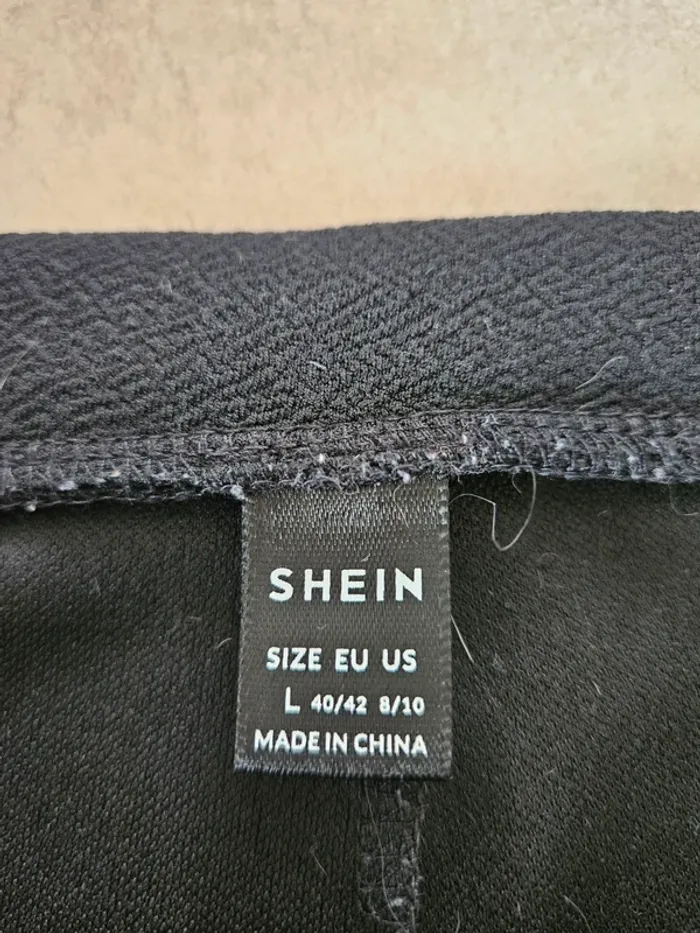 SHEIN
SIZE EU US
L 40/42 8/10
MADE IN CHINA